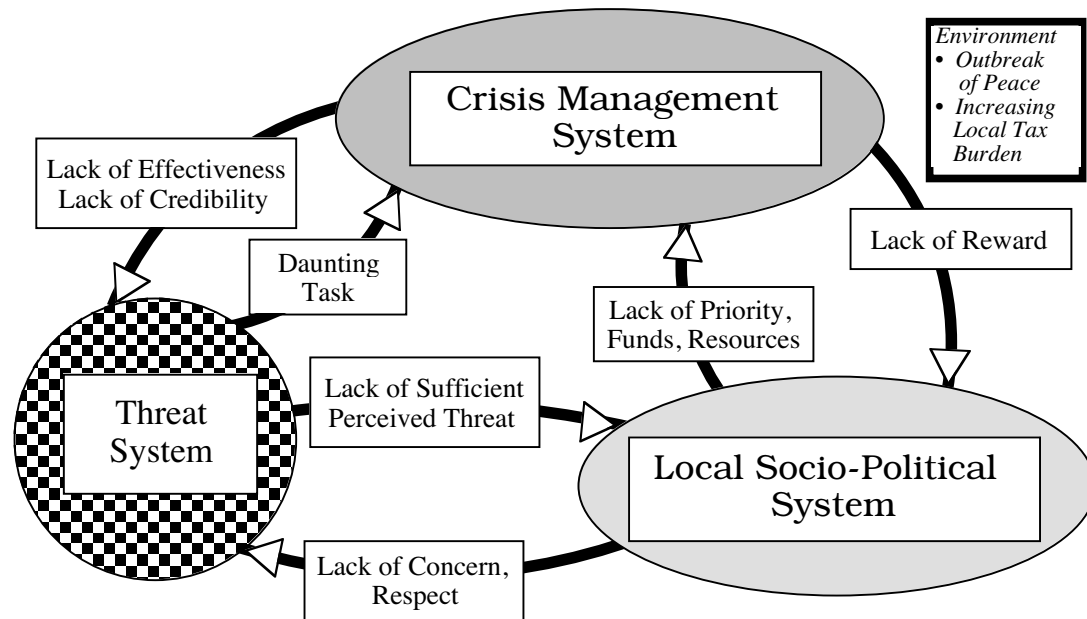 Crisis Management
System
Environment
• Outbreak
of Peace
• Increasing
Local Tax
Burden
Lack of Effectiveness
Lack of Credibility
Lack of Reward
Daunting
Task
Lack of Priority,
Funds, Resources
Threat
System
Lack of Sufficient
Perceived Threat
Local Socio-Political
System
Lack of Concern,
Respect